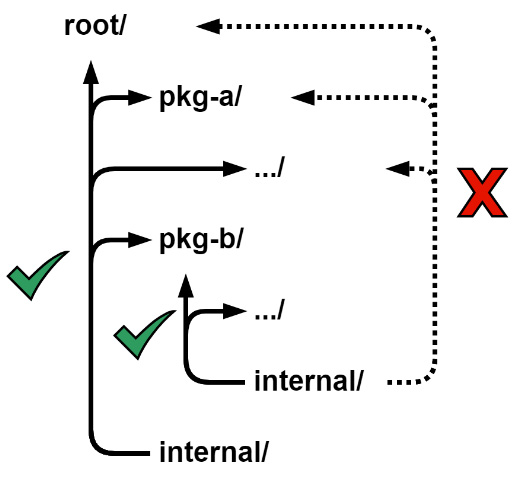 root/
pkg-a/
.../
pkg-b/
.../
internal/
internal/